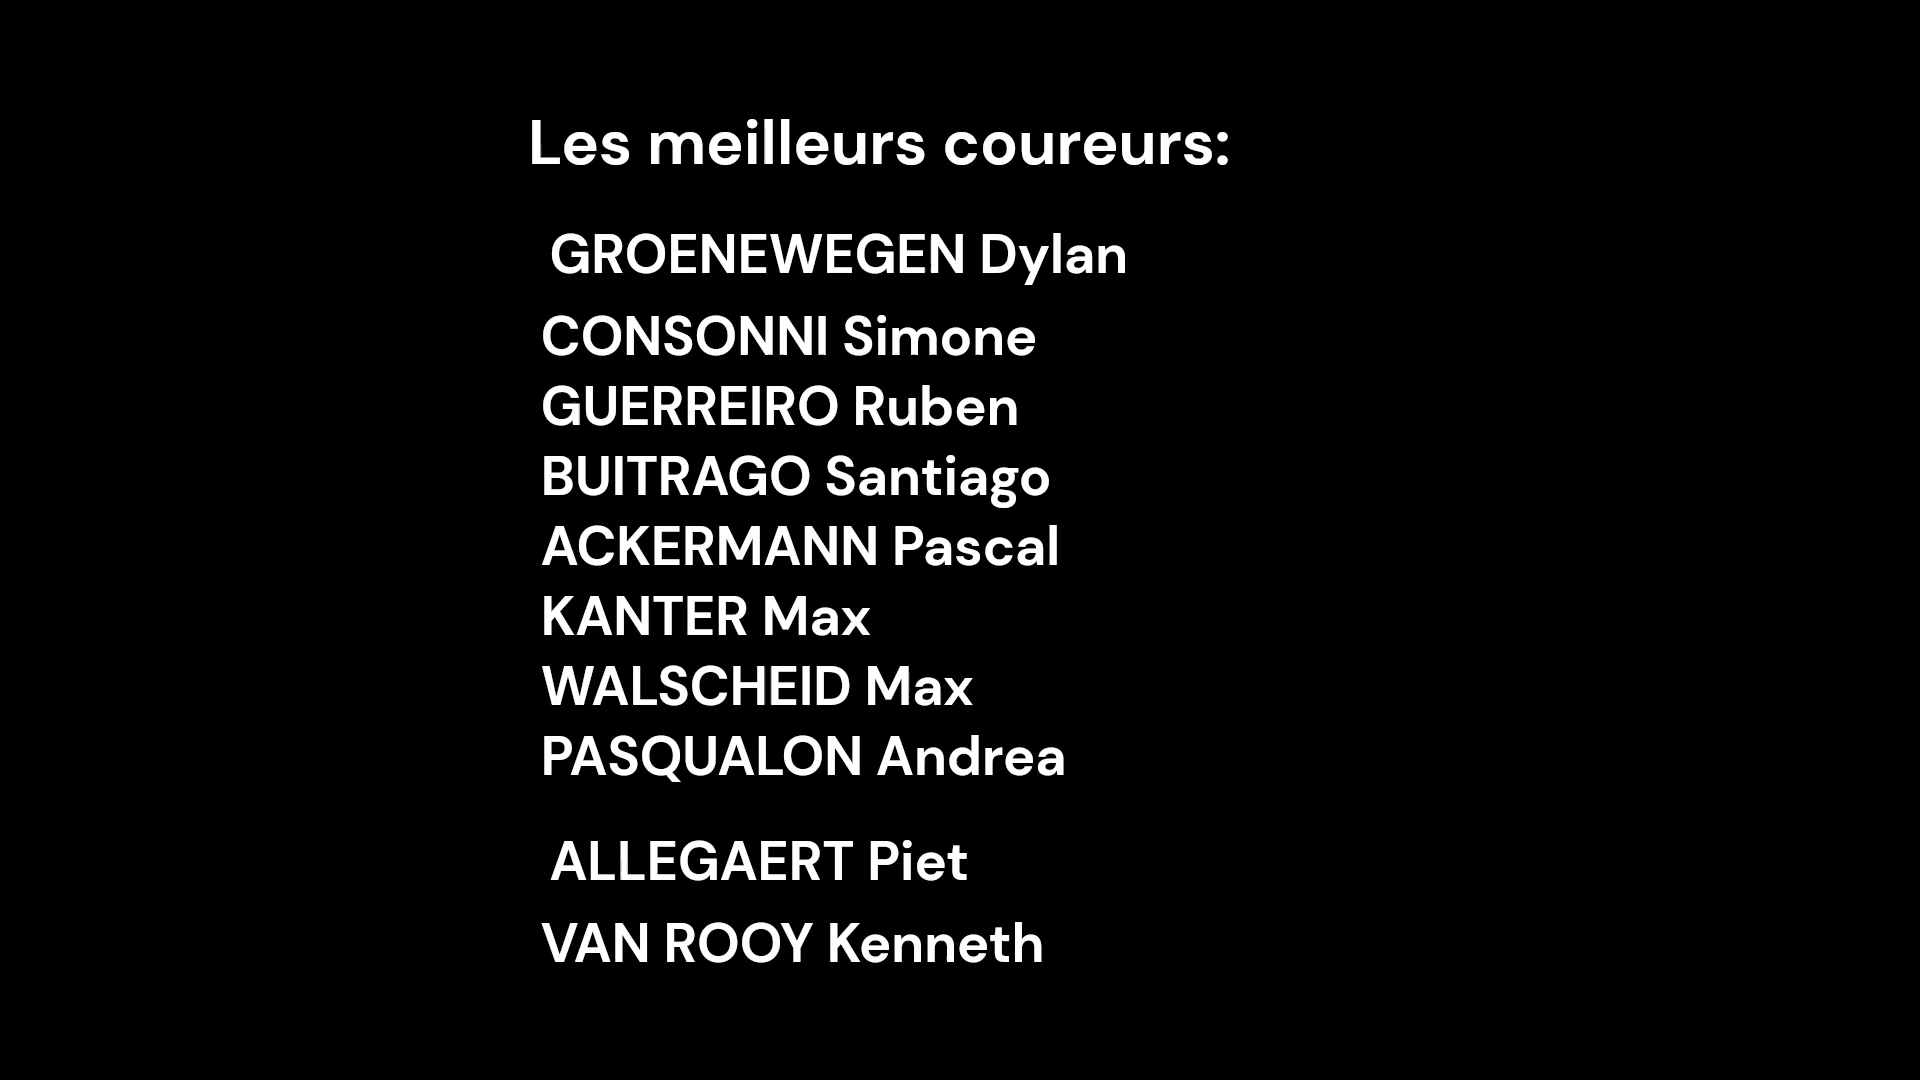 Les meilleurs coureurs:
GROENEWEGEN Dylan
CONSONNI Simone
GUERREIRO Ruben
BUITRAGO Santiago
ACKERMANN Pascal
KANTER Max
WALSCHEID Max
PASQUALON Andrea
ALLEGAERT Piet
VAN ROOY Kenneth